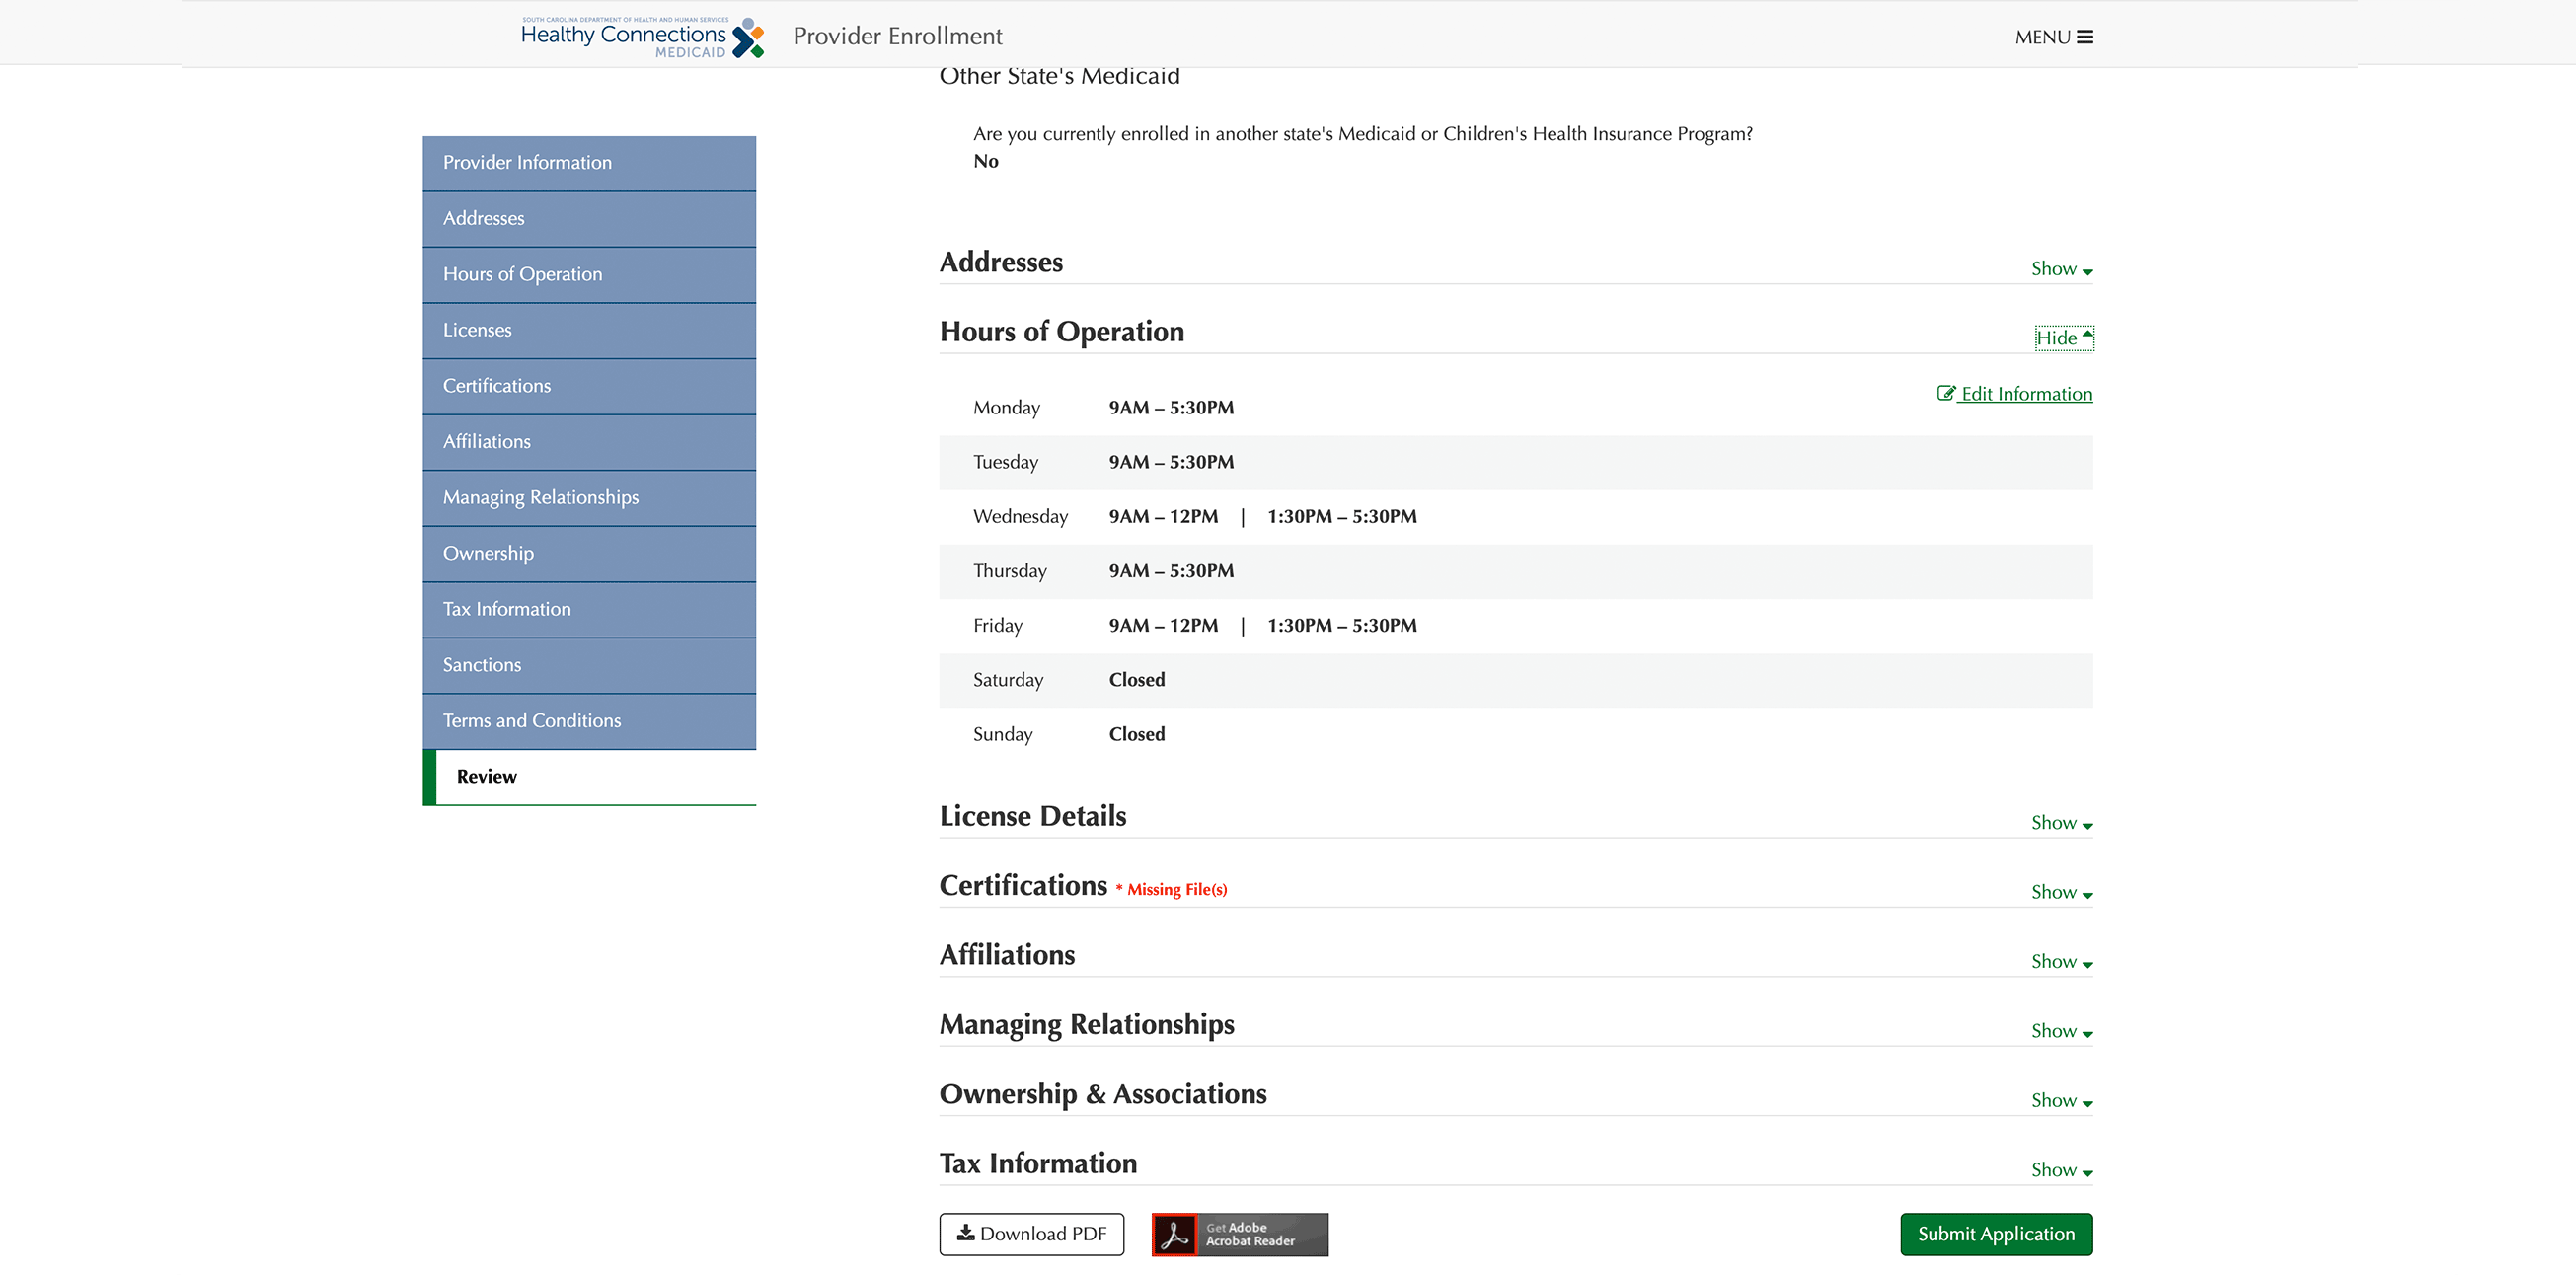 SOUTH CAROLINA DEPARTMENT OF HEALTH AND HUMAN SERVICES
Healthy Connections
MEDICAID
Provider Enrollment
MENU
Other State's Medicaid
Are you currently enrolled in another state's Medicaid or Children's Health Insurance Program?
No
Provider Information
Addresses
Hours of Operation
Licenses
Certifications
Affiliations
Managing Relationships
Ownership
Tax Information
Sanctions
Terms and Conditions
Review
Addresses Show
Hours of Operation Hide
Edit Information
Monday 9AM – 5:30PM
Tuesday 9AM – 5:30PM
Wednesday 9AM – 12PM | 1:30PM – 5:30PM
Thursday 9AM – 5:30PM
Friday 9AM – 12PM | 1:30PM – 5:30PM
Saturday Closed
Sunday Closed
License Details Show
Certifications * Missing File(s) Show
Affiliations Show
Managing Relationships Show
Ownership & Associations Show
Tax Information Show
Download PDF
Get Adobe
Acrobat Reader
Submit Application